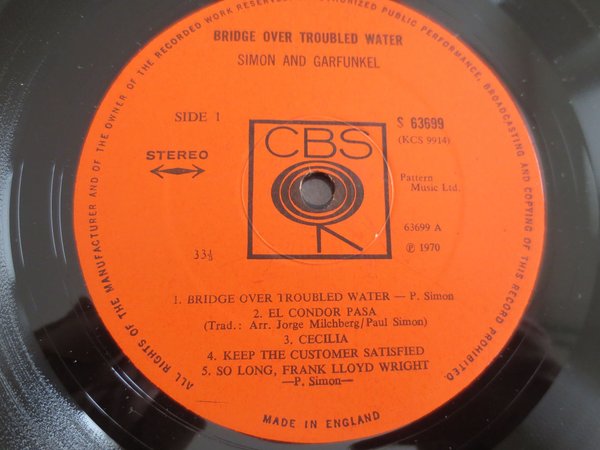 ALL RIGHTS OF THE MANUFACTURER AND OF THE OWNER OF THE RECORDED WORK RESERVED. UNAUTHORIZED PUBLIC PERFORMANCE, BROADCASTING AND COPYING OF THIS RECORD PROHIBITED.
BRIDGE OVER TROUBLED WATER
SIMON AND GARFUNKEL
SIDE 1
S 63699
(KCS 9914)
CBS
STEREO
Pattern
Music Ltd.
63699 A
33⅓
℗ 1970
1. BRIDGE OVER TROUBLED WATER — P. Simon
2. EL CONDOR PASA
(Trad.: Arr. Jorge Milchberg/Paul Simon)
3. CECILIA
4. KEEP THE CUSTOMER SATISFIED
5. SO LONG, FRANK LLOYD WRIGHT
—P. Simon—
MADE IN ENGLAND